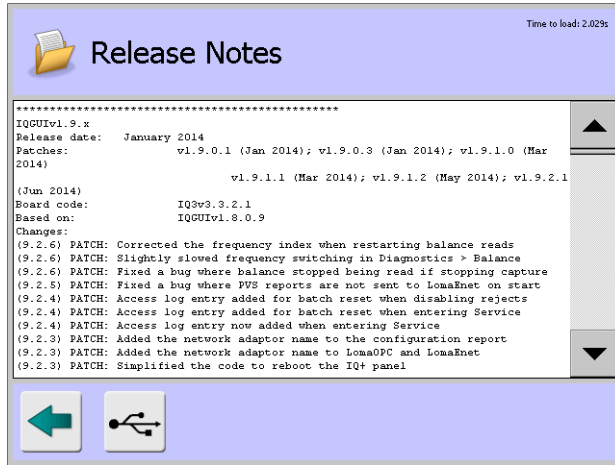 Time to load: 2.029s
Release Notes
************************************************
IQGUIv1.9.x
Release date: January 2014
Patches: v1.9.0.1 (Jan 2014); v1.9.0.3 (Jan 2014); v1.9.1.0 (Mar
2014)
v1.9.1.1 (Mar 2014); v1.9.1.2 (May 2014); v1.9.2.1
(Jun 2014)
Board code: IQ3v3.3.2.1
Based on: IQGUIv1.8.0.9
Changes:
(9.2.6) PATCH: Corrected the frequency index when restarting balance reads
(9.2.6) PATCH: Slightly slowed frequency switching in Diagnostics > Balance
(9.2.6) PATCH: Fixed a bug where balance stopped being read if stopping capture
(9.2.5) PATCH: Fixed a bug where PVS reports are not sent to LomaEnet on start
(9.2.4) PATCH: Access log entry added for batch reset when disabling rejects
(9.2.4) PATCH: Access log entry added for batch reset when entering Service
(9.2.4) PATCH: Access log entry now added when entering Service
(9.2.3) PATCH: Added the network adaptor name to the configuration report
(9.2.3) PATCH: Added the network adaptor name to LomaOPC and LomaEnet
(9.2.3) PATCH: Simplified the code to reboot the IQ+ panel